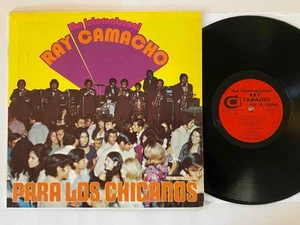 the international
RAY CAMACHO
PARA LOS CHICANOS
the international
RAY
CAMACHO